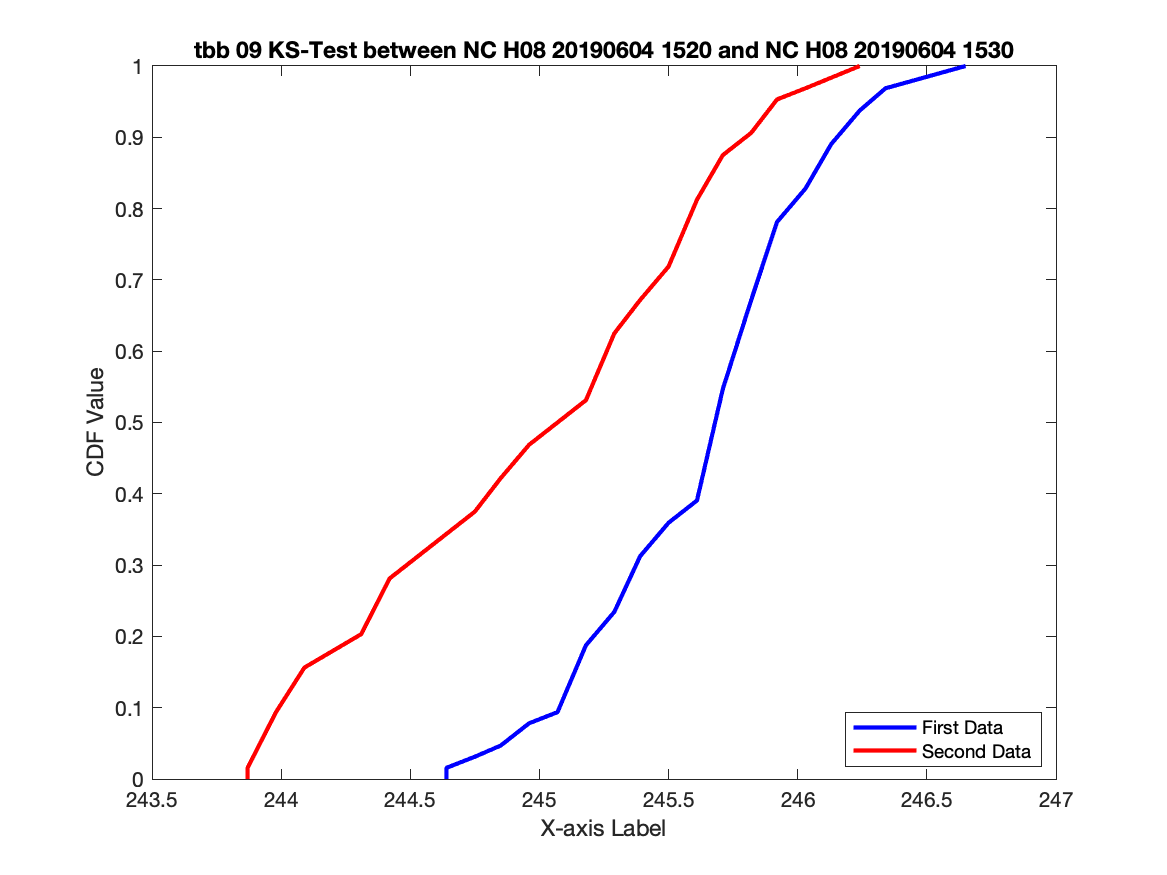 tbb 09 KS-Test between NC H08 20190604 1520 and NC H08 20190604 1530
1
0.9
0.8
0.7
0.6
0.5
0.4
0.3
0.2
0.1
0
CDF Value
First Data
Second Data
243.5 244 244.5 245 245.5 246 246.5 247
X-axis Label